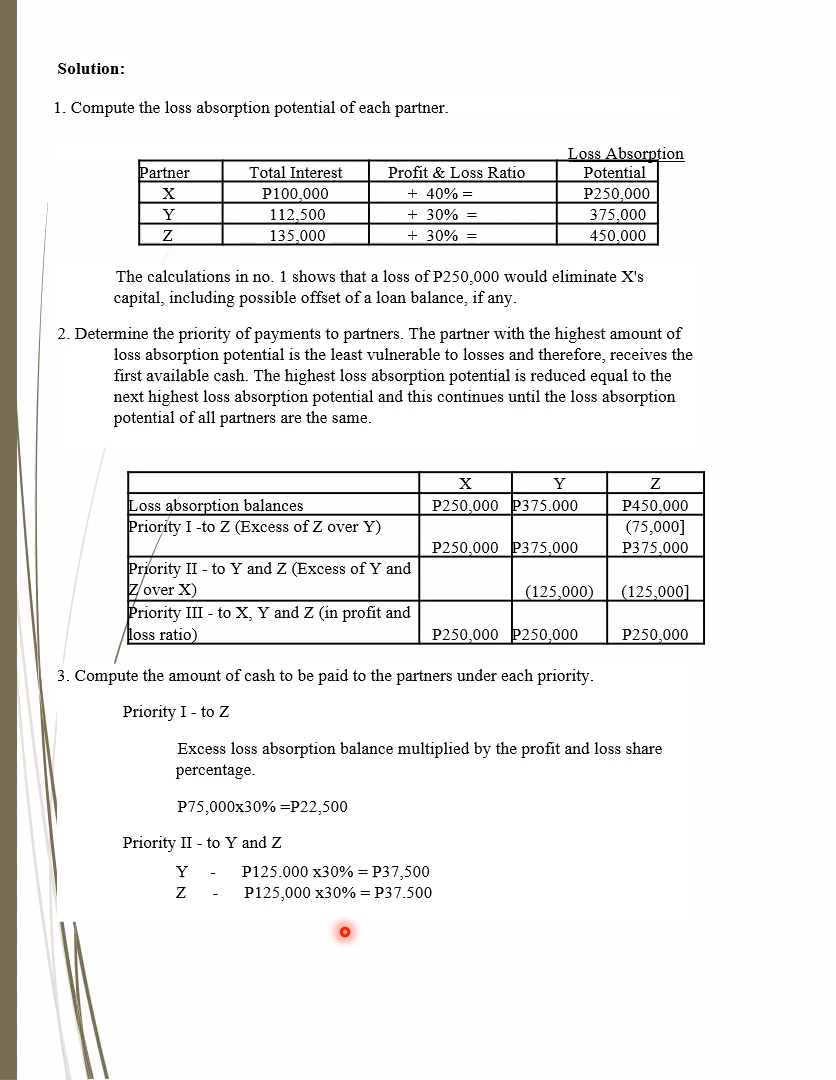 Solution:
1. Compute the loss absorption potential of each partner.
Loss Absorption
Partner Total Interest Profit & Loss Ratio Potential
X P100,000 + 40% = P250,000
Y 112,500 + 30% = 375,000
Z 135,000 + 30% = 450,000
The calculations in no. 1 shows that a loss of P250,000 would eliminate X's
capital, including possible offset of a loan balance, if any.
2. Determine the priority of payments to partners. The partner with the highest amount of
loss absorption potential is the least vulnerable to losses and therefore, receives the
first available cash. The highest loss absorption potential is reduced equal to the
next highest loss absorption potential and this continues until the loss absorption
potential of all partners are the same.
X Y Z
Loss absorption balances P250,000 P375.000 P450,000
Priority I -to Z (Excess of Z over Y) (75,000]
P250,000 P375,000 P375,000
Priority II - to Y and Z (Excess of Y and
Z over X) (125,000) (125,000]
Priority III - to X, Y and Z (in profit and
loss ratio) P250,000 P250,000 P250,000
3. Compute the amount of cash to be paid to the partners under each priority.
Priority I - to Z
Excess loss absorption balance multiplied by the profit and loss share
percentage.
P75,000x30% =P22,500
Priority II - to Y and Z
Y - P125.000 x30% = P37,500
Z - P125,000 x30% = P37.500